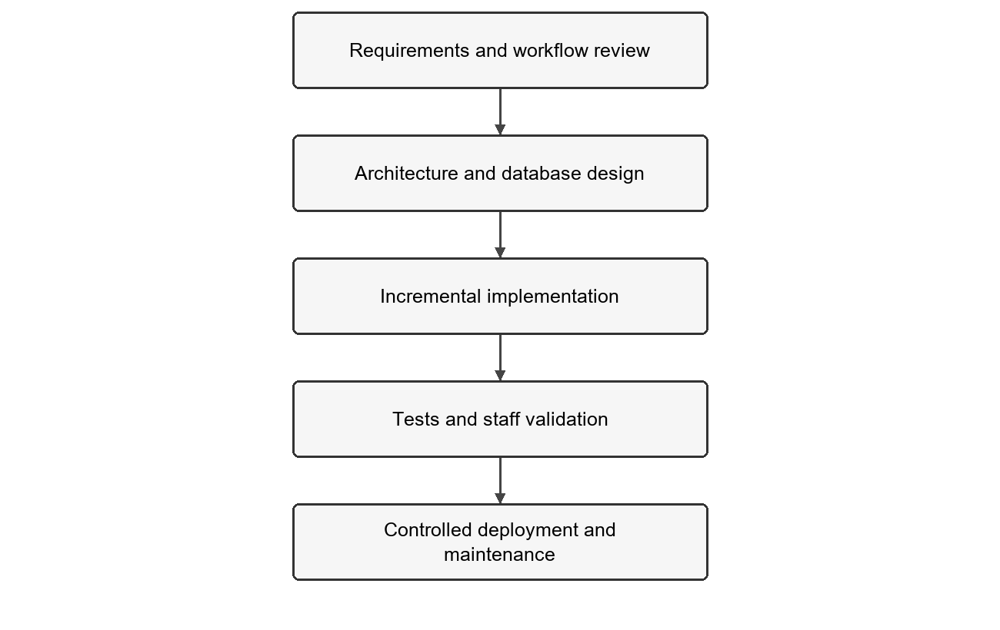 Requirements and workflow review
Architecture and database design
Incremental implementation
Tests and staff validation
Controlled deployment and
maintenance